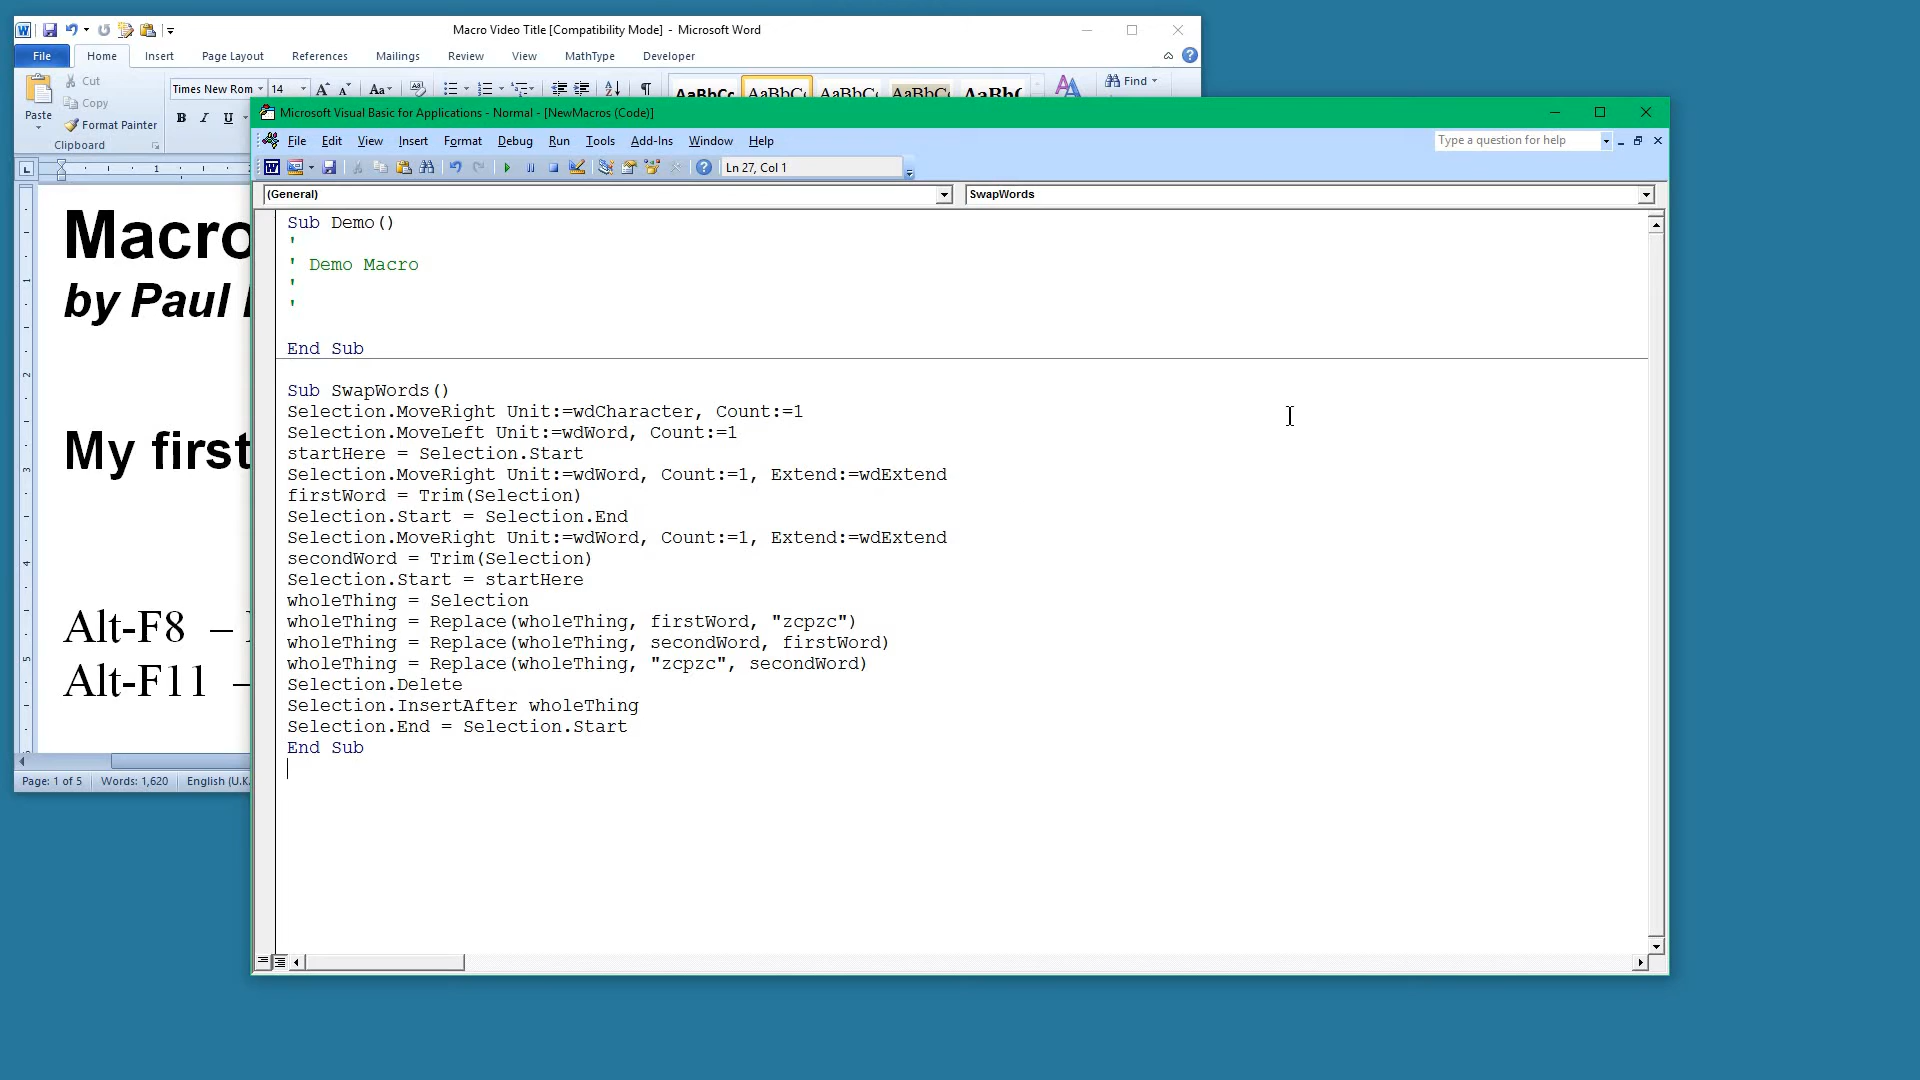 Macro Video Title [Compatibility Mode] - Microsoft Word
File Home Insert Page Layout References Mailings Review View MathType Developer
Cut
Copy
Paste
Format Painter
Clipboard
Times New Rom 14
B I U
Find
Macro
by Paul
My first
Alt-F8 –
Alt-F11 –
Page: 1 of 5 Words: 1,620 English (U.K.
Microsoft Visual Basic for Applications - Normal - [NewMacros (Code)]
File Edit View Insert Format Debug Run Tools Add-Ins Window Help
Type a question for help
Ln 27, Col 1
(General) SwapWords
Sub Demo()
'
' Demo Macro
'
'
End Sub
Sub SwapWords()
Selection.MoveRight Unit:=wdCharacter, Count:=1
Selection.MoveLeft Unit:=wdWord, Count:=1
startHere = Selection.Start
Selection.MoveRight Unit:=wdWord, Count:=1, Extend:=wdExtend
firstWord = Trim(Selection)
Selection.Start = Selection.End
Selection.MoveRight Unit:=wdWord, Count:=1, Extend:=wdExtend
secondWord = Trim(Selection)
Selection.Start = startHere
wholeThing = Selection
wholeThing = Replace(wholeThing, firstWord, "zcpzc")
wholeThing = Replace(wholeThing, secondWord, firstWord)
wholeThing = Replace(wholeThing, "zcpzc", secondWord)
Selection.Delete
Selection.InsertAfter wholeThing
Selection.End = Selection.Start
End Sub